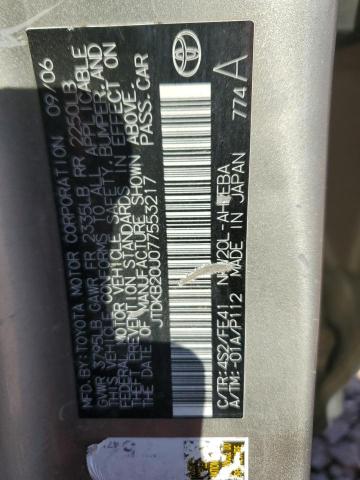 MFD BY: TOYOTA MOTOR CORPORATION 09/06
GVWR 3795LB GAWR FR 2335LB RR 2250LB
THIS VEHICLE CONFORMS TO ALL APPLICABLE
FEDERAL MOTOR VEHICLE SAFETY, BUMPER, AND
THEFT PREVENTION STANDARDS IN EFFECT ON
THE DATE OF MANUFACTURE SHOWN ABOVE.
JTDKB20U077553217 PASS. CAR
C/TR: 4S2/FE41 20L-AHEEBA
A/TM: -01A/P112 MADE IN JAPAN 774 A